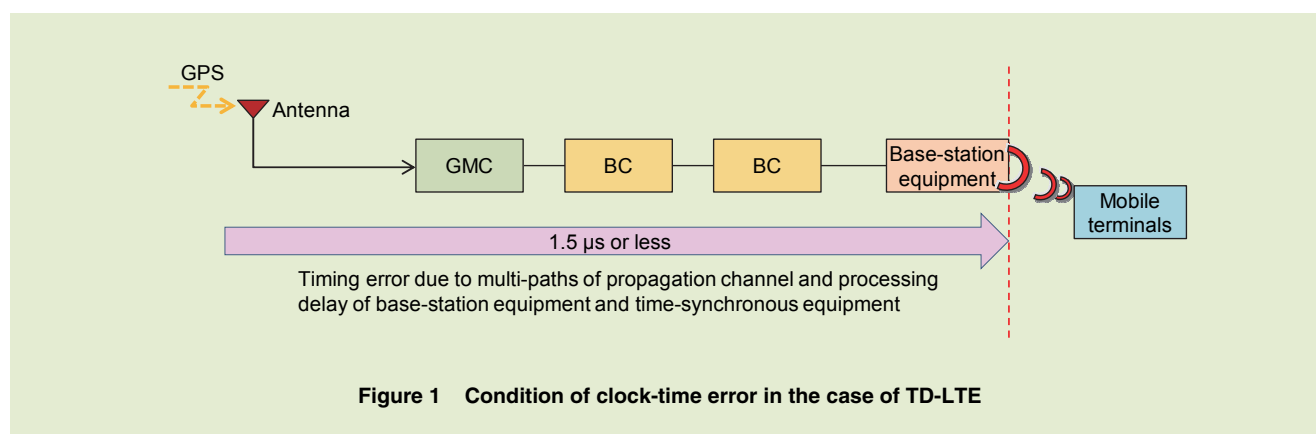 GPS
Antenna
GMC
BC
BC
Base-station
equipment
Mobile
terminals
1.5 µs or less
Timing error due to multi-paths of propagation channel and processing
delay of base-station equipment and time-synchronous equipment
Figure 1 Condition of clock-time error in the case of TD-LTE